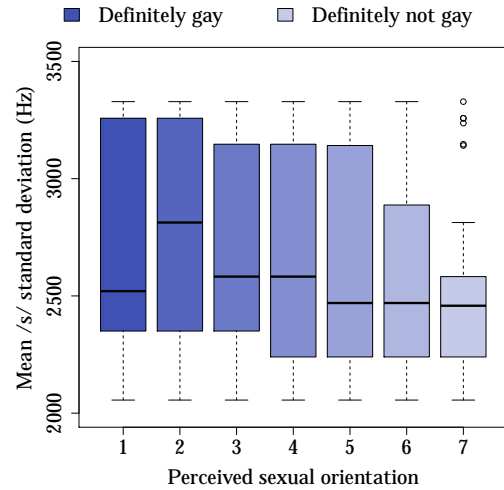 Definitely gay Definitely not gay
Mean /s/ standard deviation (Hz)
3500
3000
2500
2000
1 2 3 4 5 6 7
Perceived sexual orientation